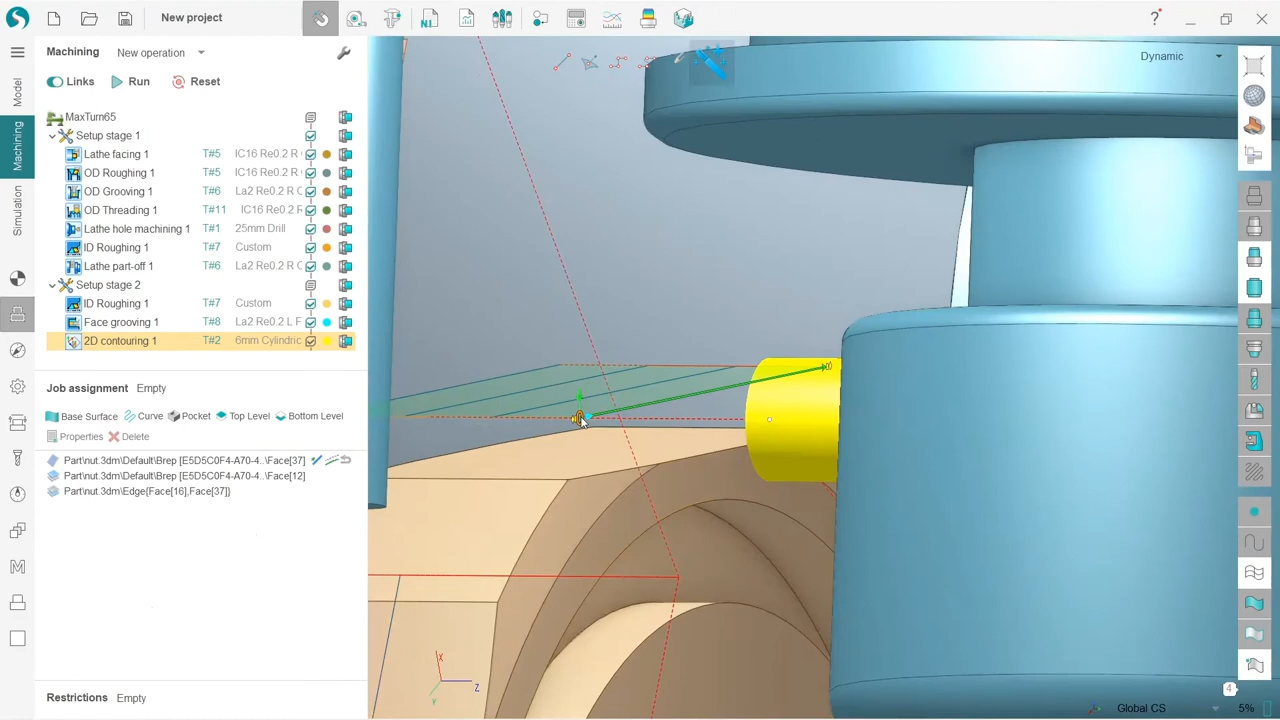 New project
Machining New operation
Dynamic
Links Run Reset
Model
Machining
Simulation
MaxTurn65
Setup stage 1
Lathe facing 1 T#5 IC16 Re0.2 R
OD Roughing 1 T#5 IC16 Re0.2 R
OD Grooving 1 T#6 La2 Re0.2 R
OD Threading 1 T#11 IC16 Re0.2 R
Lathe hole machining 1 T#1 25mm Drill
ID Roughing 1 T#7 Custom
Lathe part-off 1 T#6 La2 Re0.2 R
Setup stage 2
ID Roughing 1 T#7 Custom
Face grooving 1 T#8 La2 Re0.2 L F
2D contouring 1 T#2 6mm Cylindric
Job assignment Empty
Base Surface Curve Pocket Top Level Bottom Level
Properties Delete
Part\nut.3dm\Default\Brep [E5D5C0F4-A70-4..\Face[37]
Part\nut.3dm\Default\Brep [E5D5C0F4-A70-4..\Face[12]
Part\nut.3dm\Edge{Face[16],Face[37]}
X
Y
Z
4
Restrictions Empty
Global CS 5%